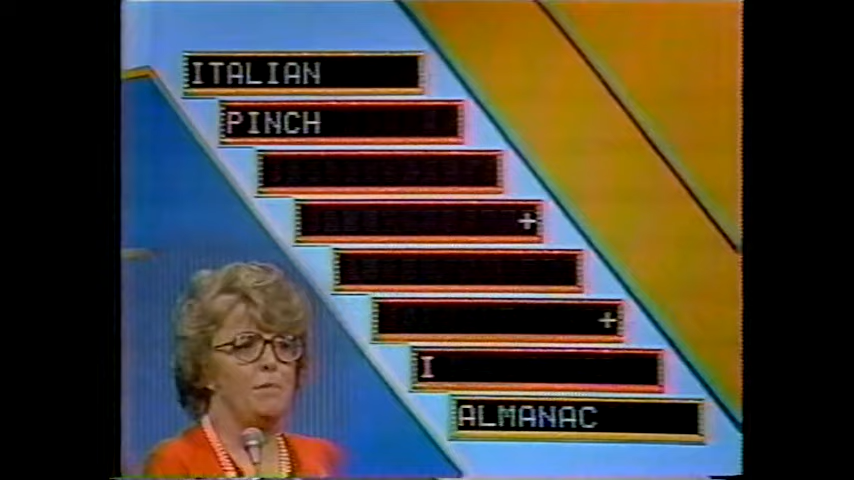 ITALIAN
PINCH
+
+
I
ALMANAC